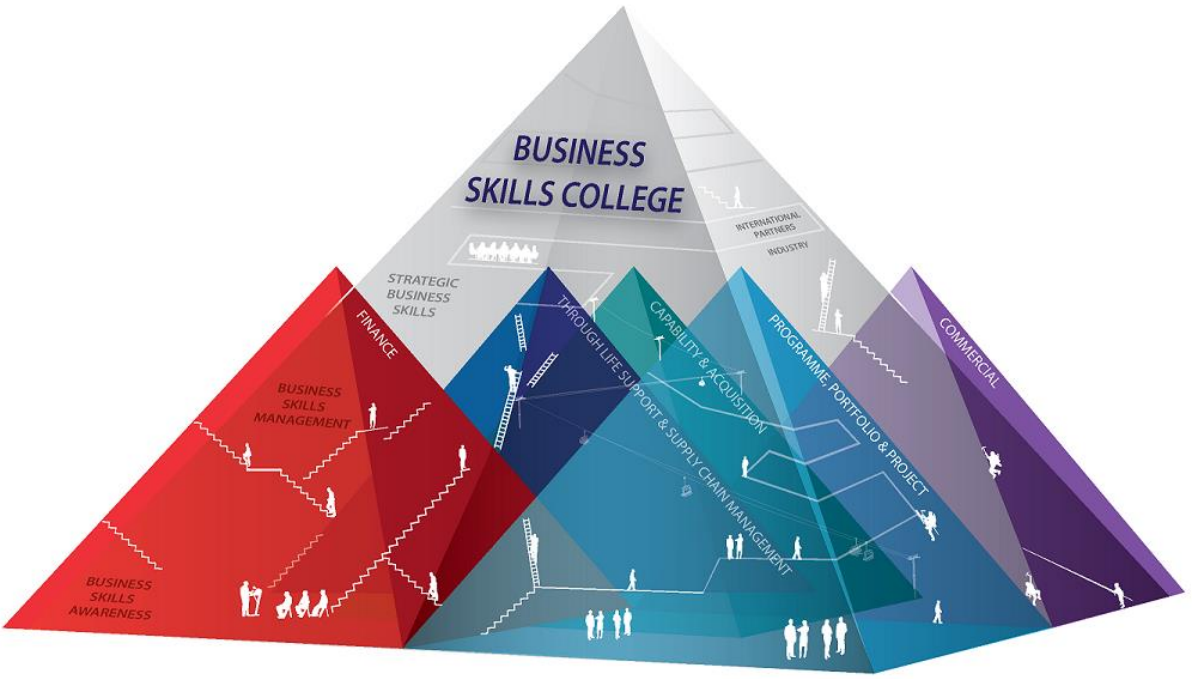 BUSINESS
SKILLS COLLEGE
INTERNATIONAL
PARTNERS
INDUSTRY
STRATEGIC
BUSINESS
SKILLS
FINANCE
THROUGH LIFE SUPPORT & SUPPLY CHAIN MANAGEMENT
CAPABILITY & ACQUISITION
PROGRAMME, PORTFOLIO & PROJECT
COMMERCIAL
BUSINESS
SKILLS
MANAGEMENT
BUSINESS
SKILLS
AWARENESS